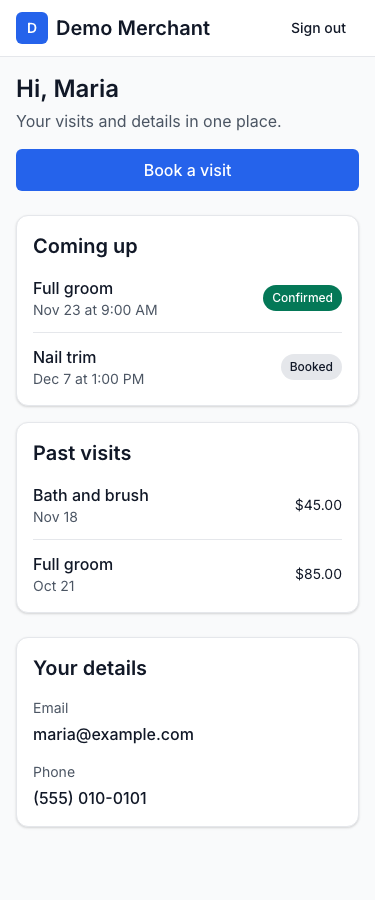 D
Demo Merchant
Sign out
Hi, Maria
Your visits and details in one place.
Book a visit
Coming up
Full groom
Nov 23 at 9:00 AM
Confirmed
Nail trim
Dec 7 at 1:00 PM
Booked
Past visits
Bath and brush
Nov 18
$45.00
Full groom
Oct 21
$85.00
Your details
Email
maria@example.com
Phone
(555) 010-0101